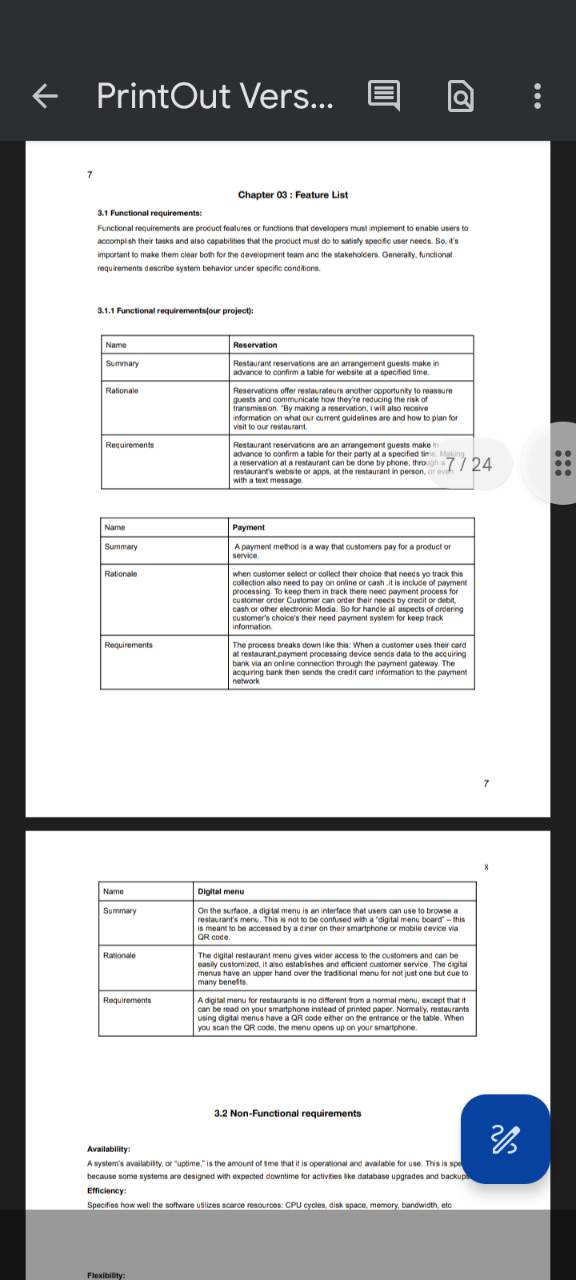 PrintOut Vers...
7
Chapter 03 : Feature List
3.1 Functional requirements:
Functional requirements are product features or functions that developers must implement to enable users to
accomplish their tasks and also capabilities that the product must do to satisfy specific user needs. So, it's
important to make them clear both for the development team and the stakeholders. Generally, functional
requirements describe system behavior under specific conditions.
3.1.1 Functional requirements(our project):
Name
Reservation
Summary
Restaurant reservations are an arrangement guests make in
advance to confirm a table for website at a specified time.
Rationale
Reservations offer restaurateurs another opportunity to reassure
guests and communicate how they're reducing the risk of
transmission. "By making a reservation, I will also receive
information on what our current guidelines are and how to plan for
visit to our restaurant.
Requirements
Restaurant reservations are an arrangement guests make in
advance to confirm a table for their party at a specified time. Making
a reservation at a restaurant can be done by phone, through a
restaurant's website or apps, at the restaurant in person, or even
with a text message.
7 / 24
Name
Payment
Summary
A payment method is a way that customers pay for a product or
service.
Rationale
when customer select or collect their choice that needs yo track this
collection also need to pay on online or cash .it is include of payment
processing. To keep them in track there need payment process for
customer order Customer can order their needs by credit or debit,
cash or other electronic Media. So for handle all aspects of ordering
customer's choice's their need payment system for keep track
information.
Requirements
The process breaks down like this: When a customer uses their card
at restaurant,payment processing device sends data to the acquiring
bank via an online connection through the payment gateway. The
acquiring bank then sends the credit card information to the payment
network
7
8
Name
Digital menu
Summary
On the surface, a digital menu is an interface that users can use to browse a
restaurant's menu. This is not to be confused with a "digital menu board" – this
is meant to be accessed by a diner on their smartphone or mobile device via
QR code.
Rationale
The digital restaurant menu gives wider access to the customers and can be
easily customized, it also establishes and efficient customer service. The digital
menus have an upper hand over the traditional menu for not just one but due to
many benefits.
Requirements
A digital menu for restaurants is no different from a normal menu, except that it
can be read on your smartphone instead of printed paper. Normally, restaurants
using digital menus have a QR code either on the entrance or the table. When
you scan the QR code, the menu opens up on your smartphone.
3.2 Non-Functional requirements
Availability:
A system's availability, or "uptime," is the amount of time that it is operational and available for use. This is spe
because some systems are designed with expected downtime for activities like database upgrades and backups
Efficiency:
Specifies how well the software utilizes scarce resources: CPU cycles, disk space, memory, bandwidth, etc
Flexibility: